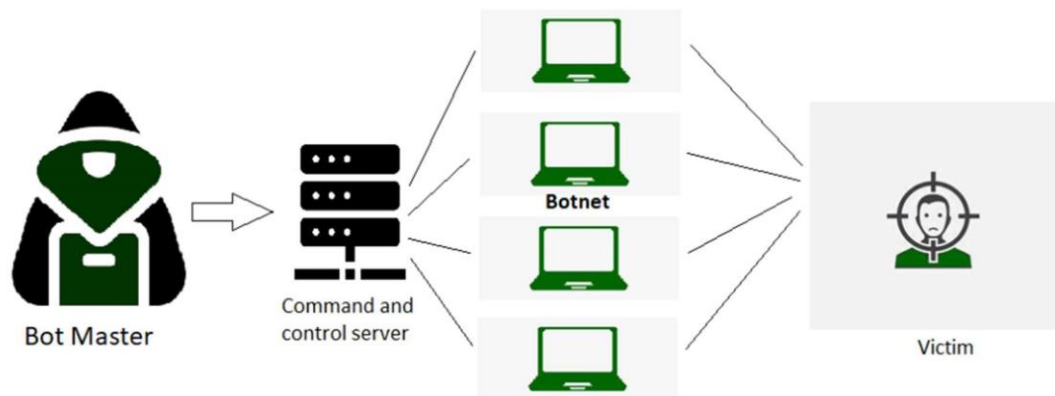 Botnet
Command and
control server
Bot Master
Victim